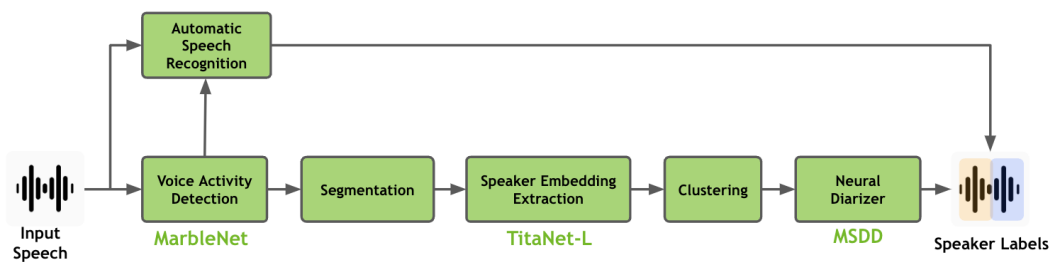 Automatic
Speech
Recognition
Input
Speech
Voice Activity
Detection
MarbleNet
Segmentation
Speaker Embedding
Extraction
TitaNet-L
Clustering
Neural
Diarizer
MSDD
Speaker Labels